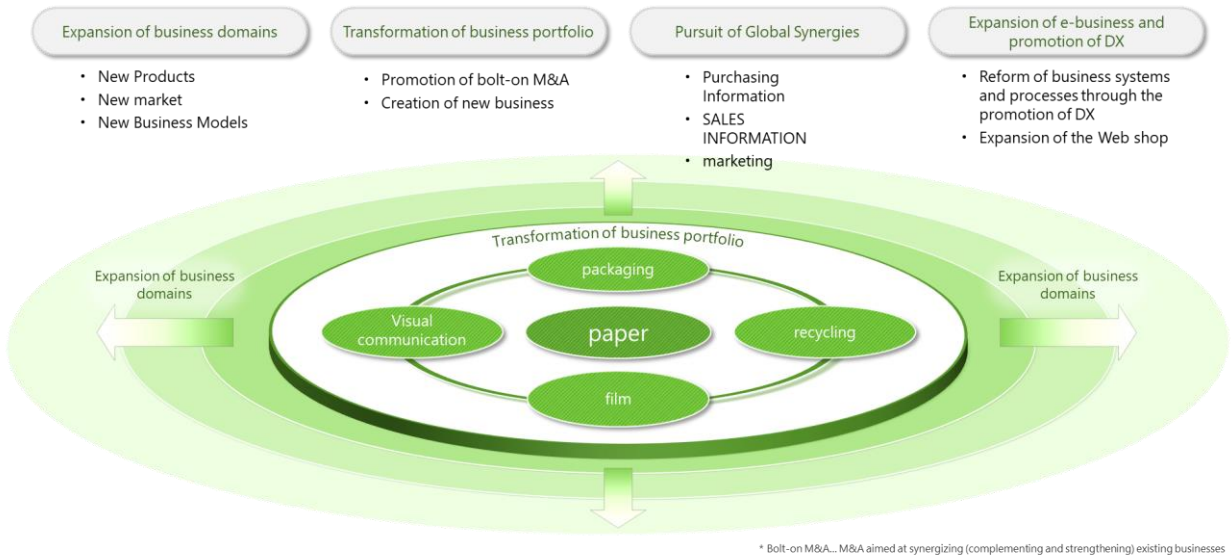 Expansion of business domains
• New Products
• New market
• New Business Models
Transformation of business portfolio
• Promotion of bolt-on M&A
• Creation of new business
Pursuit of Global Synergies
• Purchasing
Information
• SALES
INFORMATION
• marketing
Expansion of e-business and
promotion of DX
• Reform of business systems
and processes through the
promotion of DX
• Expansion of the Web shop
Transformation of business portfolio
packaging
Expansion of business
domains
Visual
communication
paper
recycling
Expansion of business
domains
film
* Bolt-on M&A... M&A aimed at synergizing (complementing and strengthening) existing businesses